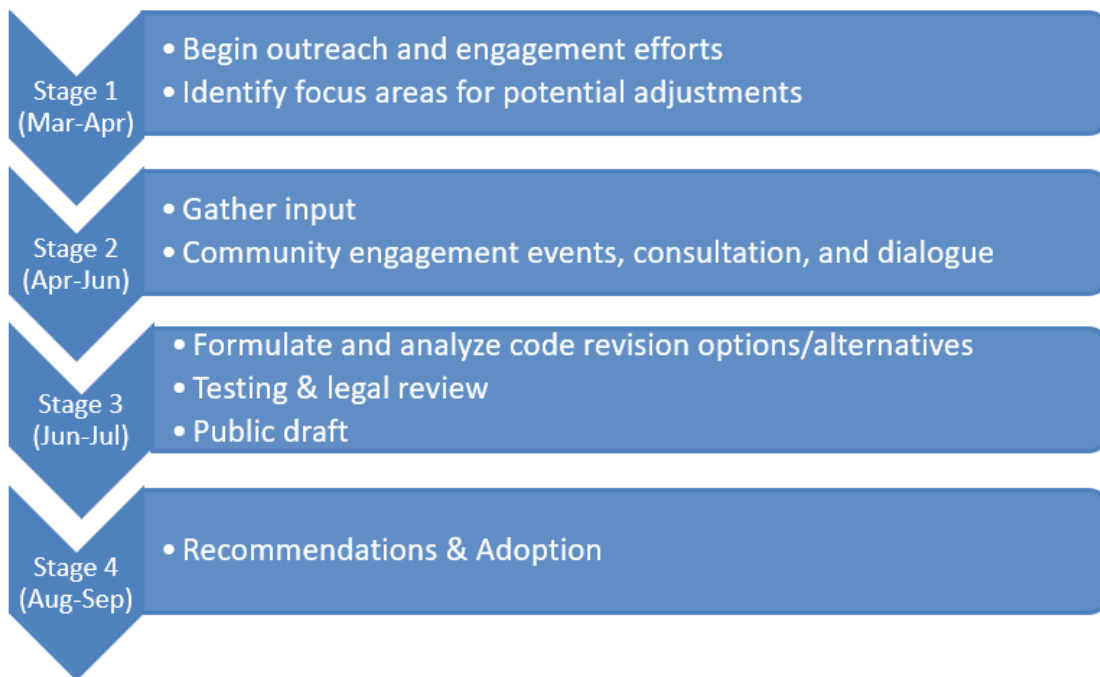 Stage 1
(Mar-Apr)
• Begin outreach and engagement efforts
• Identify focus areas for potential adjustments
Stage 2
(Apr-Jun)
• Gather input
• Community engagement events, consultation, and dialogue
Stage 3
(Jun-Jul)
• Formulate and analyze code revision options/alternatives
• Testing & legal review
• Public draft
Stage 4
(Aug-Sep)
• Recommendations & Adoption